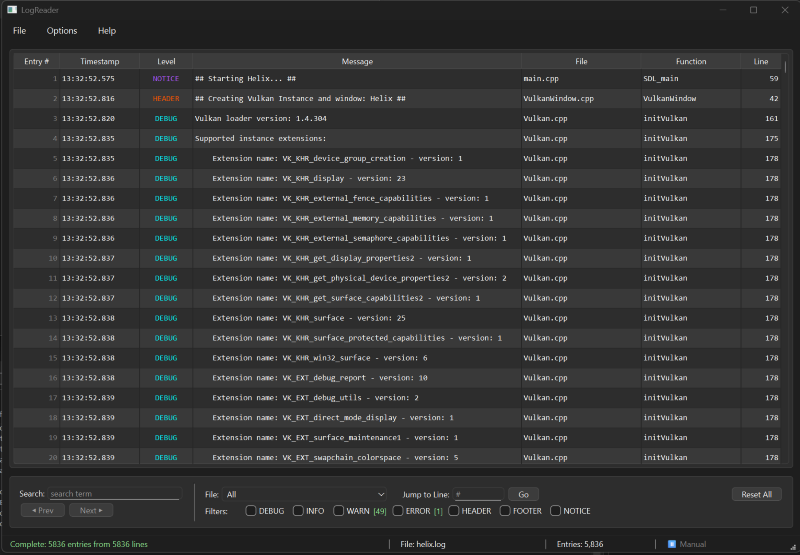 LogReader
File Options Help
Entry # Timestamp Level Message File Function Line
1 13:32:52.575 NOTICE ## Starting Helix... ## main.cpp SDL_main 59
2 13:32:52.816 HEADER ## Creating Vulkan Instance and window: Helix ## VulkanWindow.cpp VulkanWindow 42
3 13:32:52.820 DEBUG Vulkan loader version: 1.4.304 Vulkan.cpp initVulkan 161
4 13:32:52.835 DEBUG Supported instance extensions: Vulkan.cpp initVulkan 175
5 13:32:52.835 DEBUG Extension name: VK_KHR_device_group_creation - version: 1 Vulkan.cpp initVulkan 178
6 13:32:52.836 DEBUG Extension name: VK_KHR_display - version: 23 Vulkan.cpp initVulkan 178
7 13:32:52.836 DEBUG Extension name: VK_KHR_external_fence_capabilities - version: 1 Vulkan.cpp initVulkan 178
8 13:32:52.836 DEBUG Extension name: VK_KHR_external_memory_capabilities - version: 1 Vulkan.cpp initVulkan 178
9 13:32:52.836 DEBUG Extension name: VK_KHR_external_semaphore_capabilities - version: 1 Vulkan.cpp initVulkan 178
10 13:32:52.837 DEBUG Extension name: VK_KHR_get_display_properties2 - version: 1 Vulkan.cpp initVulkan 178
11 13:32:52.837 DEBUG Extension name: VK_KHR_get_physical_device_properties2 - version: 2 Vulkan.cpp initVulkan 178
12 13:32:52.837 DEBUG Extension name: VK_KHR_get_surface_capabilities2 - version: 1 Vulkan.cpp initVulkan 178
13 13:32:52.838 DEBUG Extension name: VK_KHR_surface - version: 25 Vulkan.cpp initVulkan 178
14 13:32:52.838 DEBUG Extension name: VK_KHR_surface_protected_capabilities - version: 1 Vulkan.cpp initVulkan 178
15 13:32:52.838 DEBUG Extension name: VK_KHR_win32_surface - version: 6 Vulkan.cpp initVulkan 178
16 13:32:52.838 DEBUG Extension name: VK_EXT_debug_report - version: 10 Vulkan.cpp initVulkan 178
17 13:32:52.839 DEBUG Extension name: VK_EXT_debug_utils - version: 2 Vulkan.cpp initVulkan 178
18 13:32:52.839 DEBUG Extension name: VK_EXT_direct_mode_display - version: 1 Vulkan.cpp initVulkan 178
19 13:32:52.839 DEBUG Extension name: VK_EXT_surface_maintenance1 - version: 1 Vulkan.cpp initVulkan 178
20 13:32:52.839 DEBUG Extension name: VK_EXT_swapchain_colorspace - version: 5 Vulkan.cpp initVulkan 178
Search: search term File: All Jump to Line: # Go Reset All
◂ Prev Next ▸ Filters: DEBUG INFO WARN [49] ERROR [1] HEADER FOOTER NOTICE
Complete: 5836 entries from 5836 lines File: helix.log Entries: 5,836 Manual